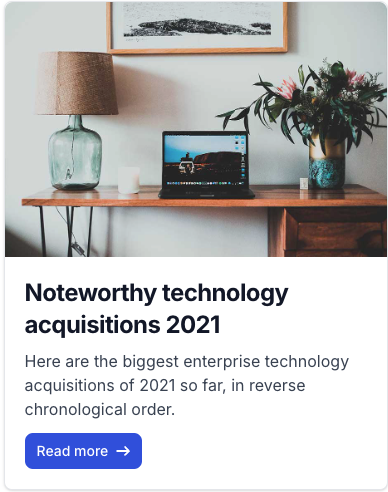 Noteworthy technology
acquisitions 2021
Here are the biggest enterprise technology
acquisitions of 2021 so far, in reverse
chronological order.
Read more →